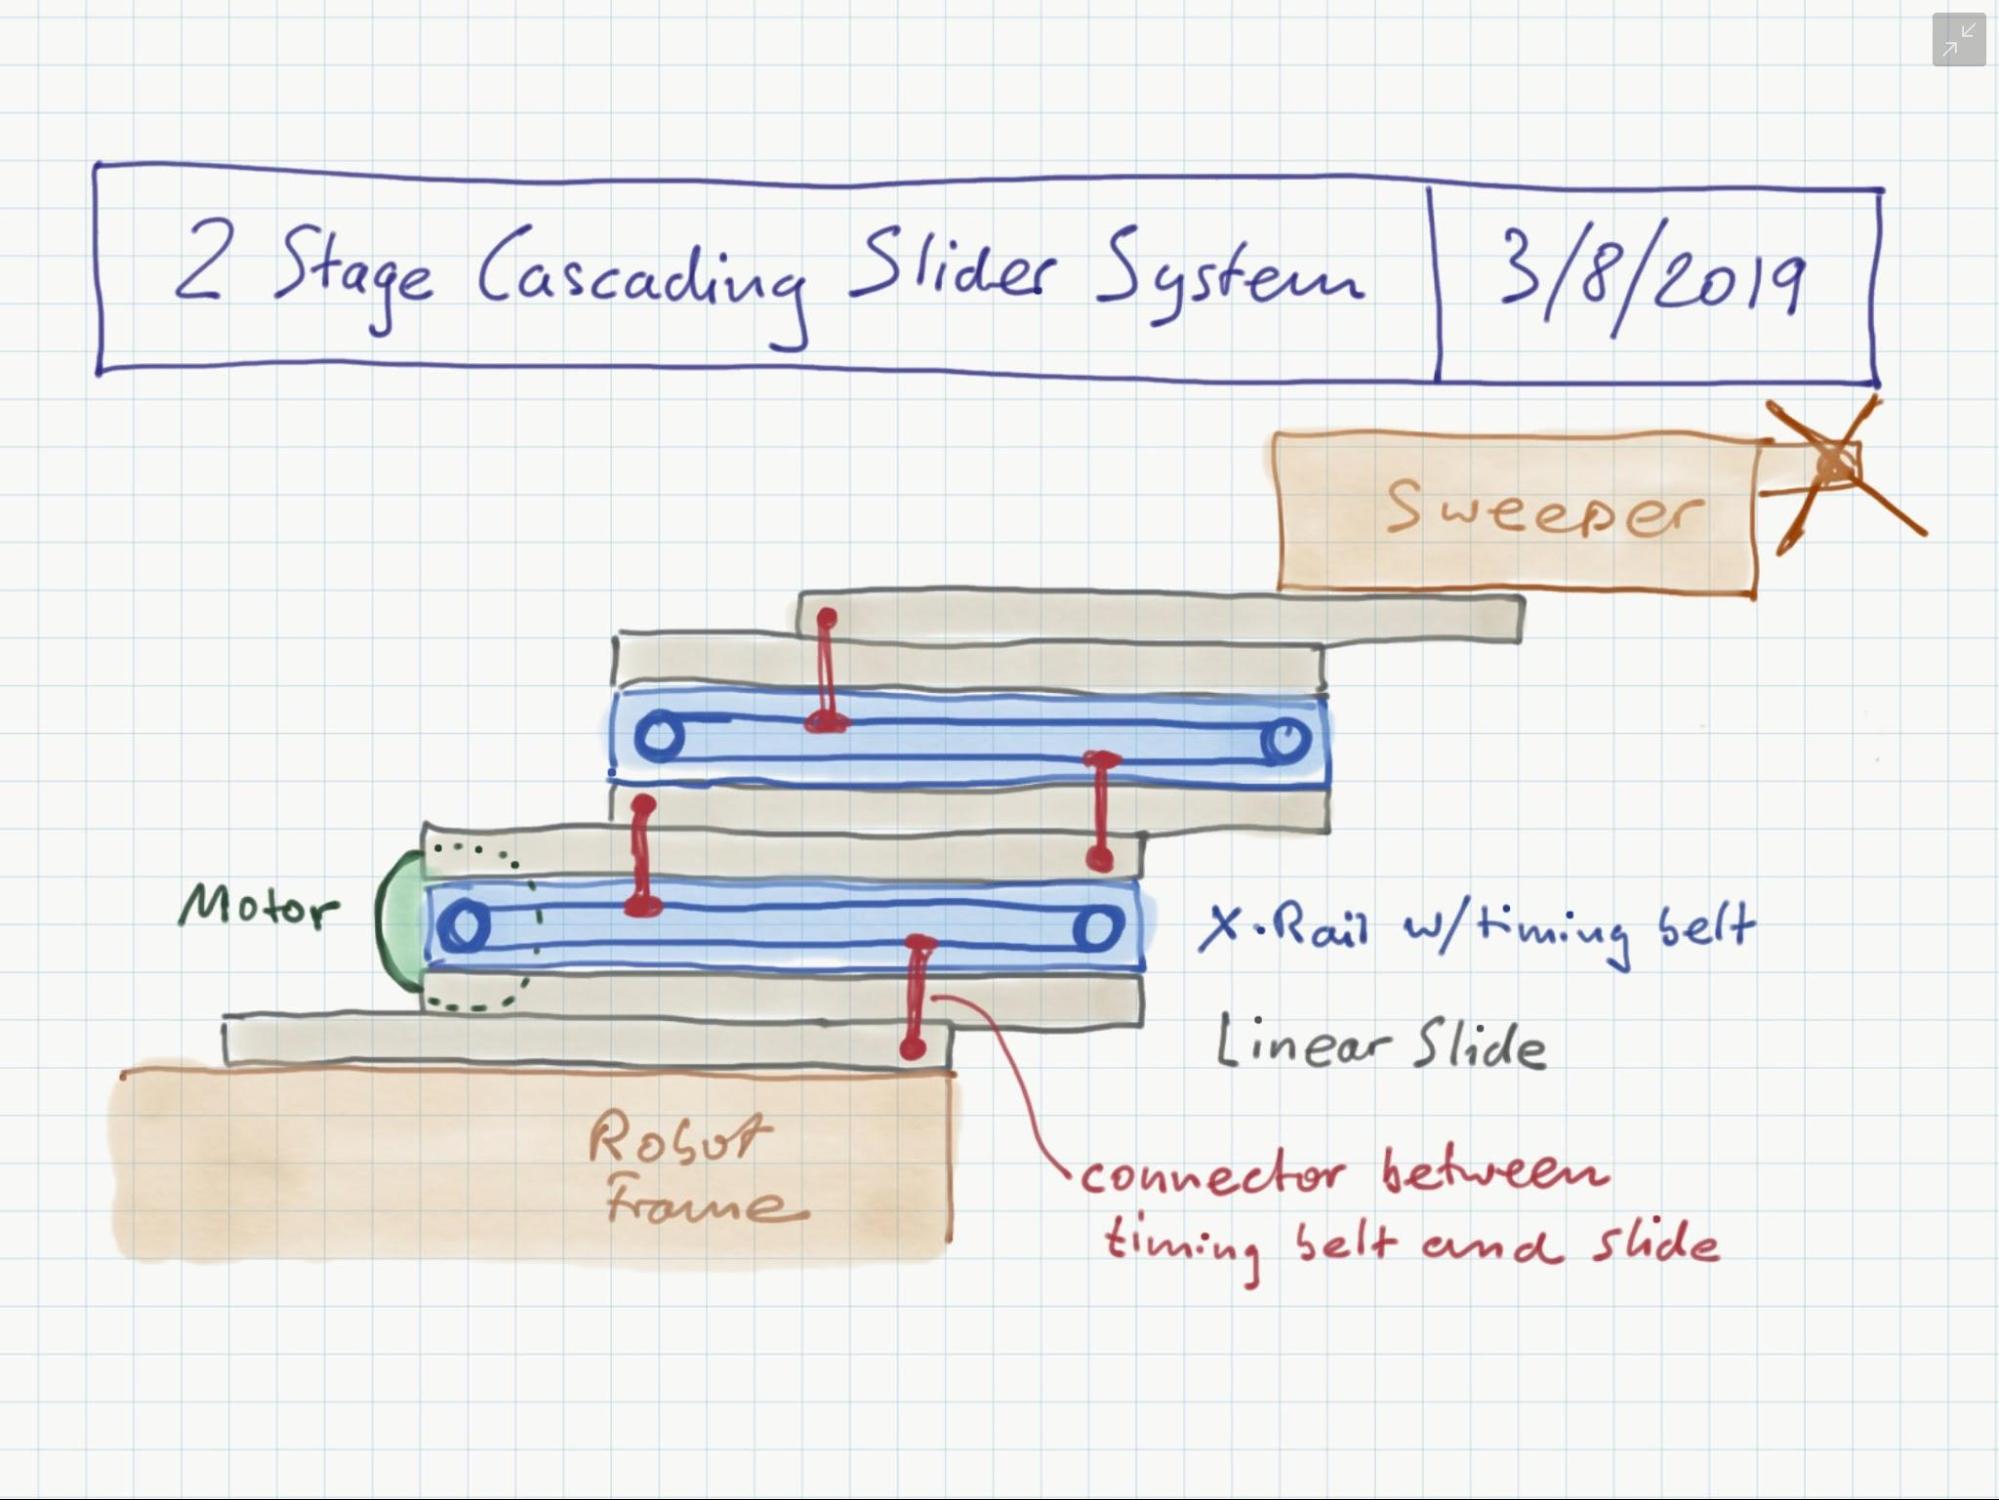 2 Stage Cascading Slider System
3/8/2019
Sweeper
Motor
X-Rail w/timing belt
Linear Slide
Robot
Frame
connector between
timing belt and slide